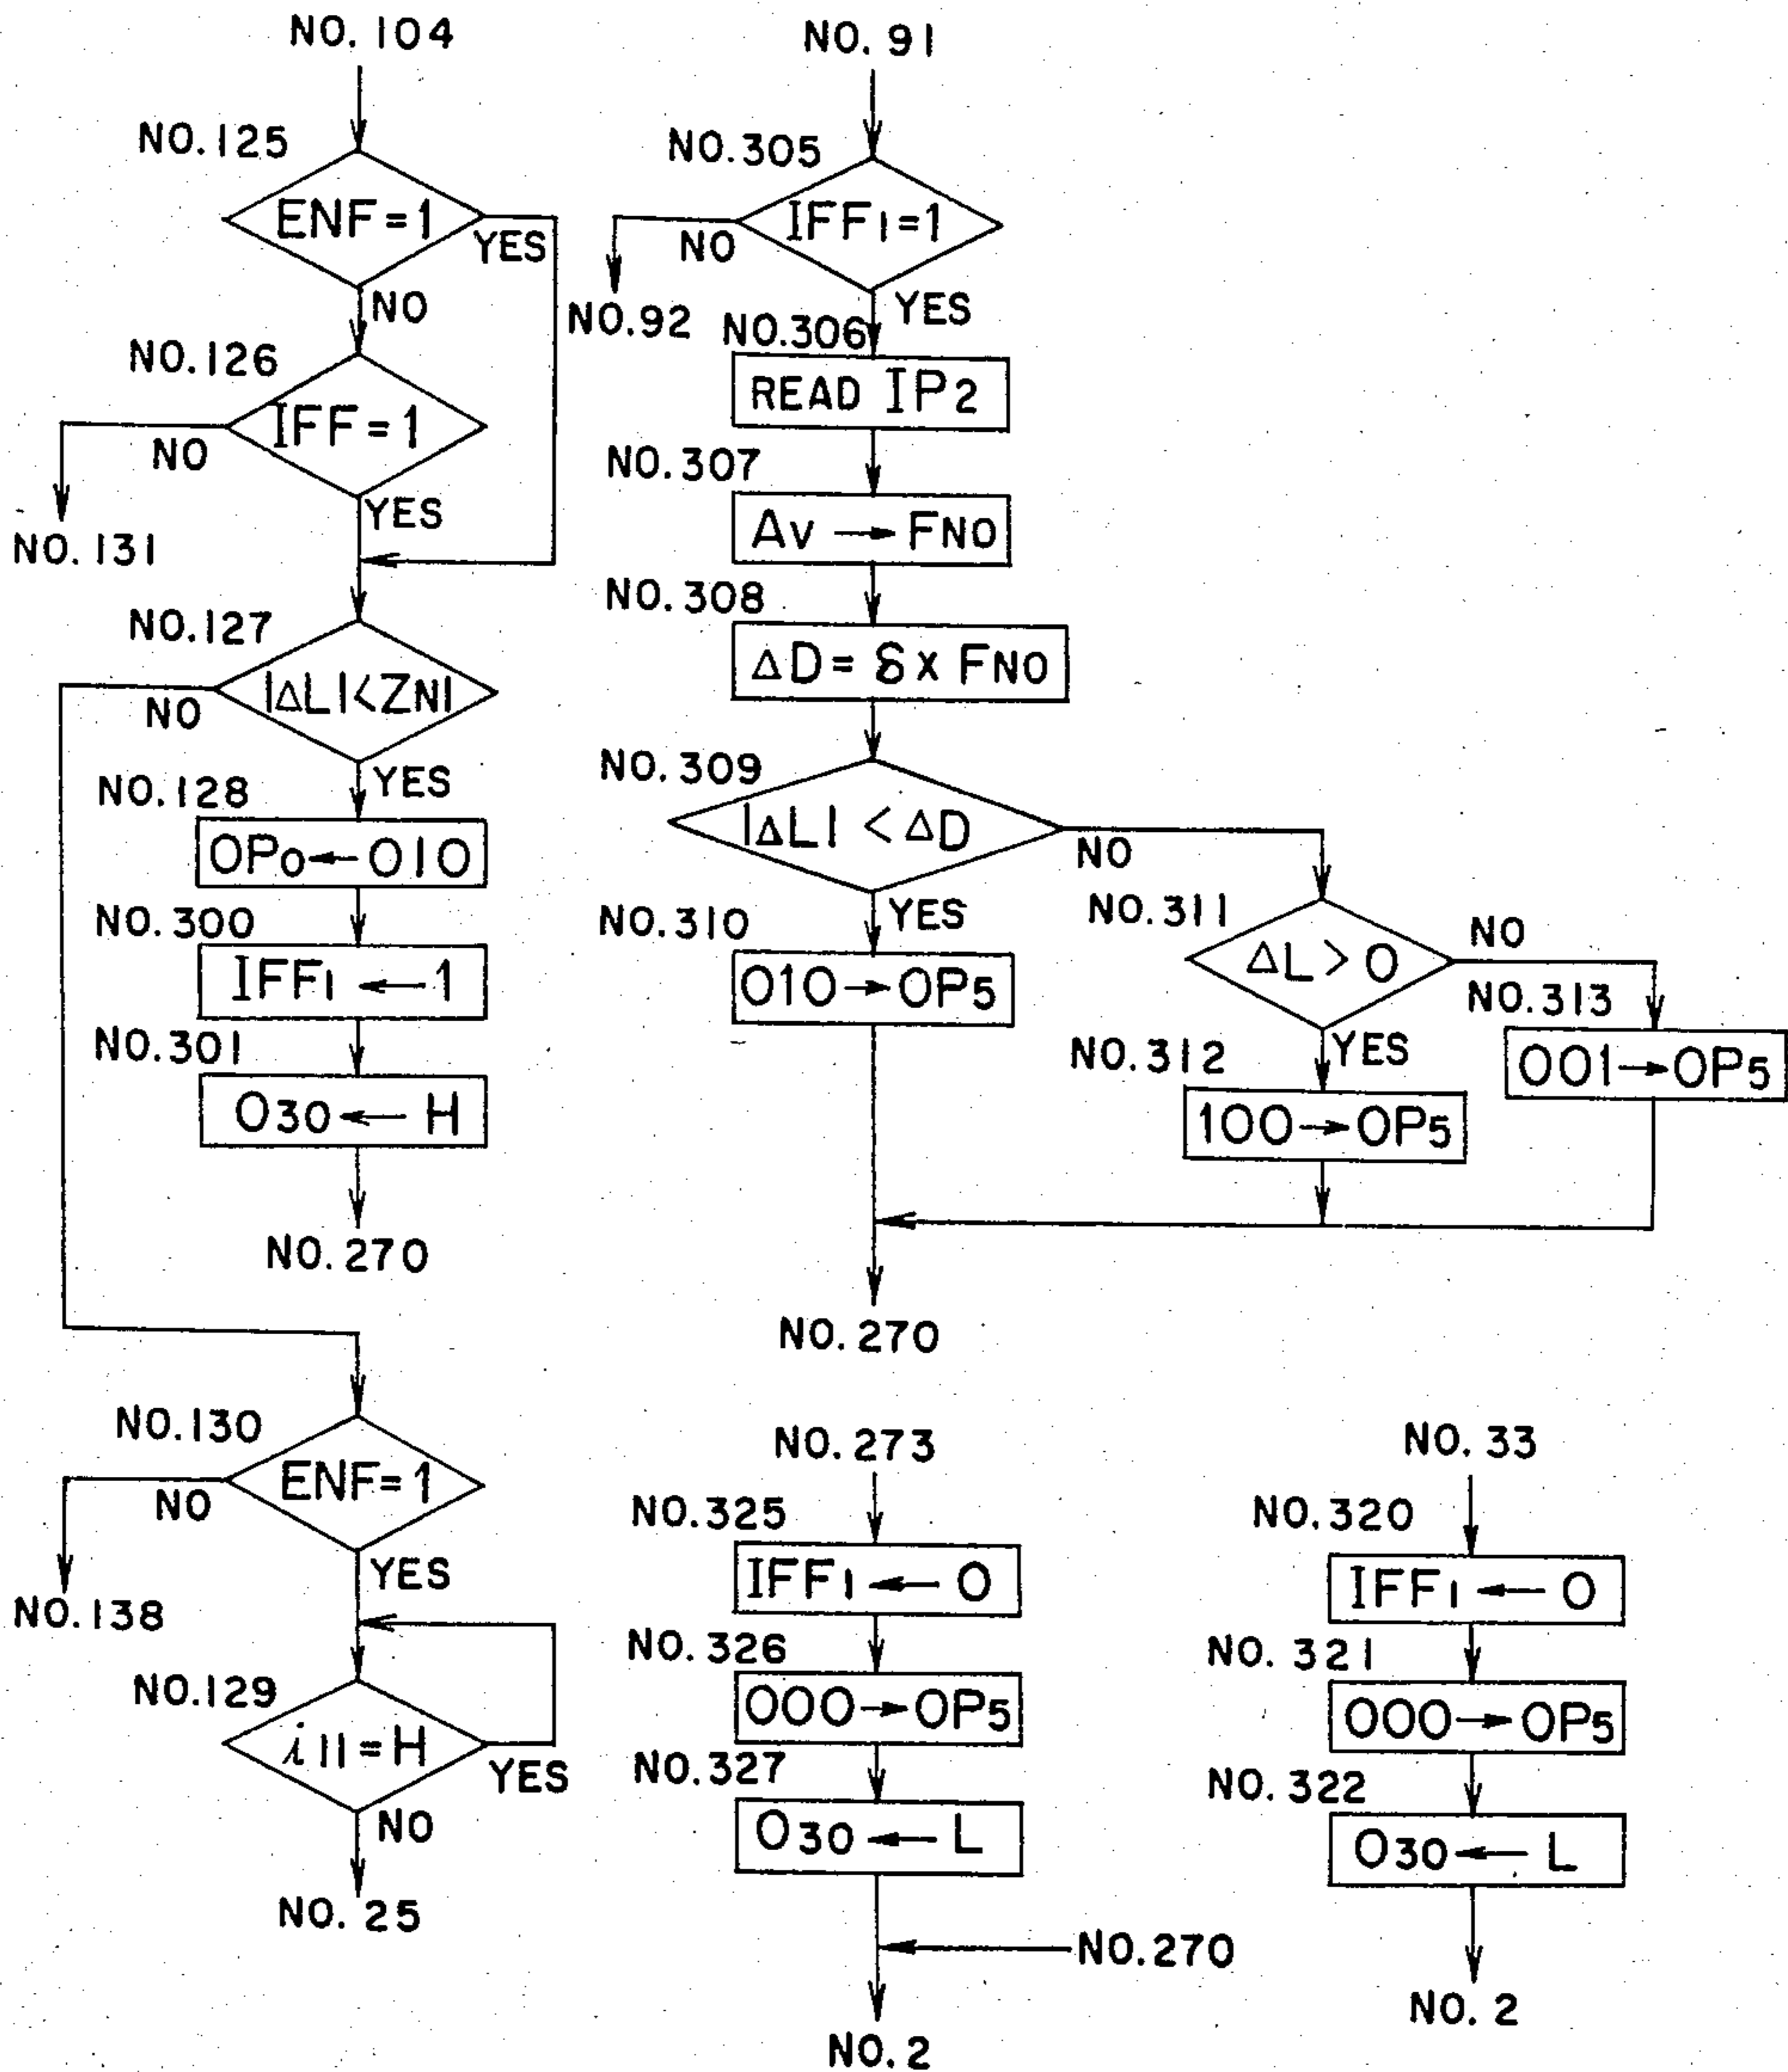 NO. 104
NO. 125
ENF = 1
YES
NO
NO. 126
IFF = 1
NO
YES
NO. 131
NO. 127
|ΔL|<ZN1
NO
YES
NO. 128
OP0 ← 010
NO. 300
IFF1 ← 1
NO. 301
O30 ← H
NO. 270
NO. 130
ENF = 1
NO
YES
NO. 138
NO. 129
i11 = H
YES
NO
NO. 25
NO. 91
NO. 305
IFF1 = 1
NO
YES
NO. 92
NO. 306
READ IP2
NO. 307
Av → FNO
NO. 308
ΔD = δ x FNO
NO. 309
|ΔL| < ΔD
NO
YES
NO. 310
010 → OP5
NO. 311
ΔL > 0
NO
YES
NO. 313
001 → OP5
NO. 312
100 → OP5
NO. 270
NO. 273
NO. 325
IFF1 ← 0
NO. 326
000 → OP5
NO. 327
O30 ← L
NO. 270
NO. 2
NO. 33
NO. 320
IFF1 ← 0
NO. 321
000 → OP5
NO. 322
O30 ← L
NO. 2